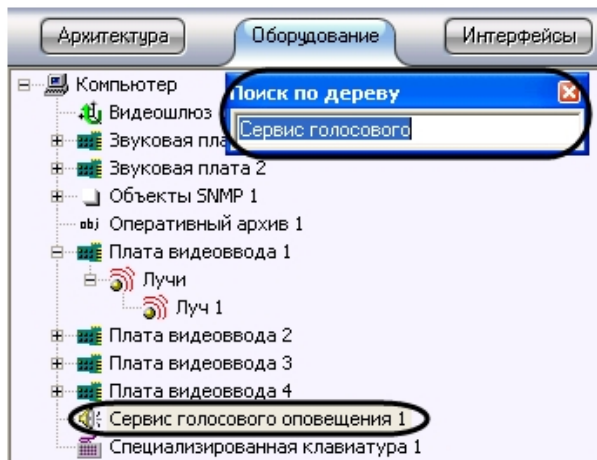 Архитектура Оборудование Интерфейсы
Компьютер
Поиск по дереву
Видеошлюз
Сервис голосового
Звуковая пла
Звуковая плата 2
Объекты SNMP 1
obj Оперативный архив 1
Плата видеоввода 1
Лучи
Луч 1
Плата видеоввода 2
Плата видеоввода 3
Плата видеоввода 4
Сервис голосового оповещения 1
Специализированная клавиатура 1